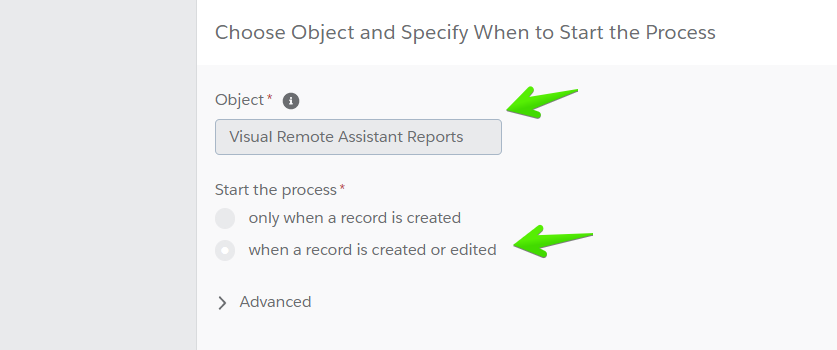 Choose Object and Specify When to Start the Process
Object*
Visual Remote Assistant Reports
Start the process*
only when a record is created
when a record is created or edited
Advanced